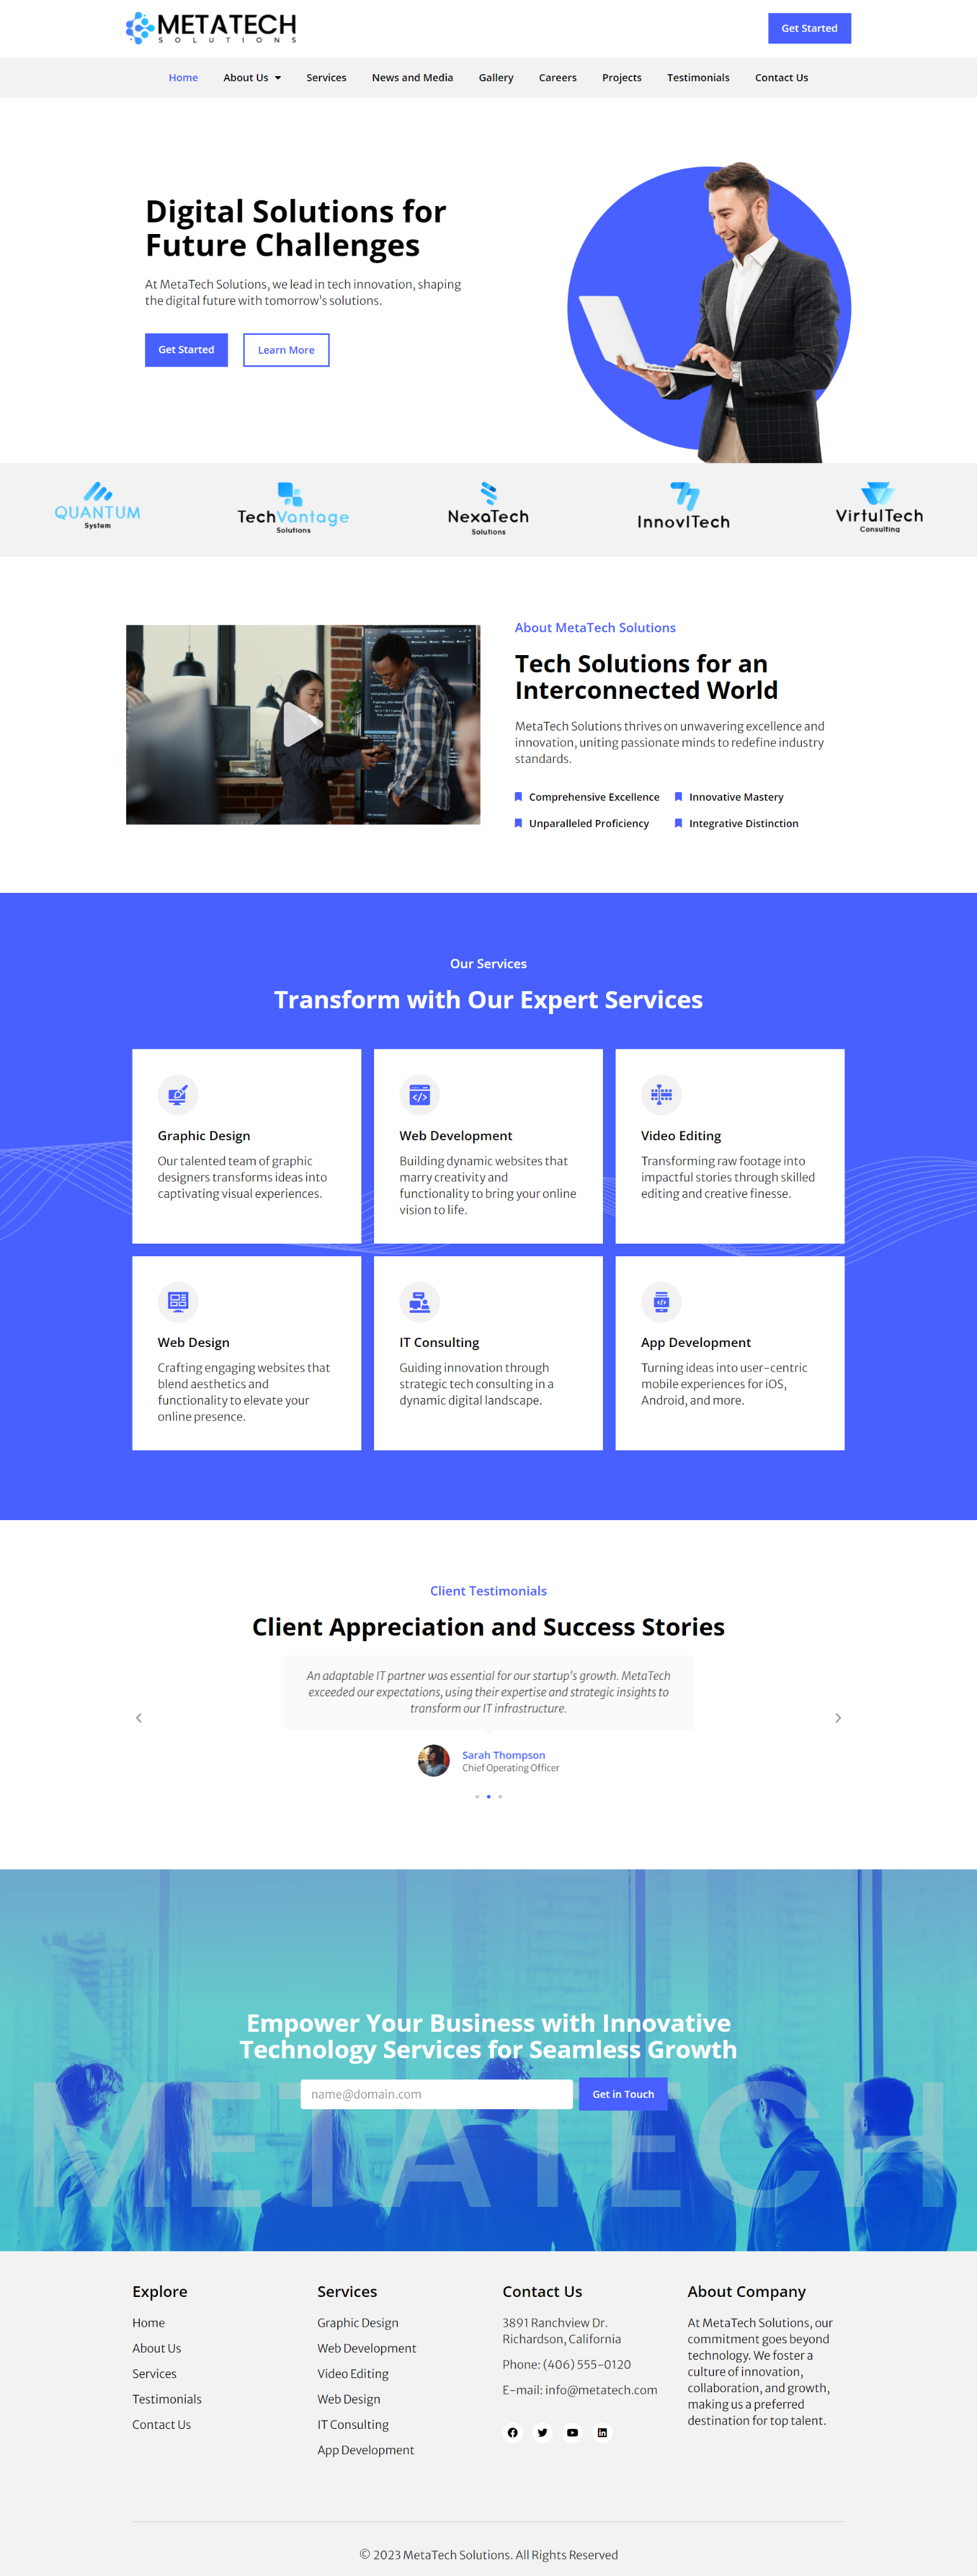 METATECH
SOLUTIONS
Get Started
Home
About Us
Services
News and Media
Gallery
Careers
Projects
Testimonials
Contact Us
Digital Solutions for
Future Challenges
At MetaTech Solutions, we lead in tech innovation, shaping
the digital future with tomorrow's solutions.
Get Started
Learn More
QUANTUM
System
TechVantage
Solutions
NexaTech
Solutions
InnovITech
VirtulTech
Consulting
About MetaTech Solutions
Tech Solutions for an
Interconnected World
MetaTech Solutions thrives on unwavering excellence and
innovation, uniting passionate minds to redefine industry
standards.
Comprehensive Excellence
Innovative Mastery
Unparalleled Proficiency
Integrative Distinction
Our Services
Transform with Our Expert Services
Graphic Design
Our talented team of graphic
designers transforms ideas into
captivating visual experiences.
Web Development
Building dynamic websites that
marry creativity and
functionality to bring your online
vision to life.
Video Editing
Transforming raw footage into
impactful stories through skilled
editing and creative finesse.
Web Design
Crafting engaging websites that
blend aesthetics and
functionality to elevate your
online presence.
IT Consulting
Guiding innovation through
strategic tech consulting in a
dynamic digital landscape.
App Development
Turning ideas into user-centric
mobile experiences for iOS,
Android, and more.
Client Testimonials
Client Appreciation and Success Stories
An adaptable IT partner was essential for our startup's growth. MetaTech
exceeded our expectations, using their expertise and strategic insights to
transform our IT infrastructure.
Sarah Thompson
Chief Operating Officer
Empower Your Business with Innovative
Technology Services for Seamless Growth
name@domain.com
Get in Touch
METATECH
Explore
Home
About Us
Services
Testimonials
Contact Us
Services
Graphic Design
Web Development
Video Editing
Web Design
IT Consulting
App Development
Contact Us
3891 Ranchview Dr.
Richardson, California
Phone: (406) 555-0120
E-mail: info@metatech.com
About Company
At MetaTech Solutions, our
commitment goes beyond
technology. We foster a
culture of innovation,
collaboration, and growth,
making us a preferred
destination for top talent.
© 2023 MetaTech Solutions. All Rights Reserved